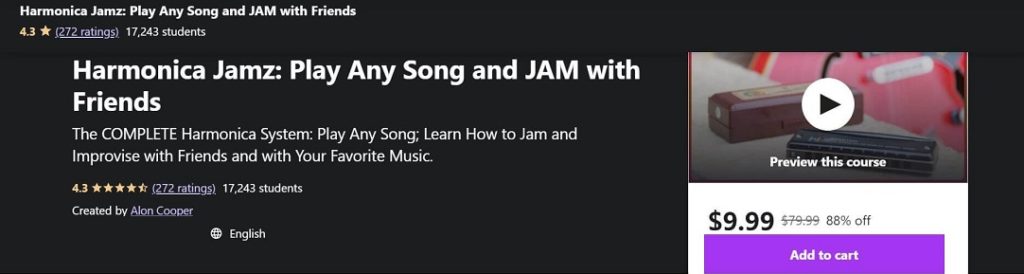 Harmonica Jamz: Play Any Song and JAM with Friends
4.3 ★ (272 ratings) 17,243 students
Harmonica Jamz: Play Any Song and JAM with
Friends
The COMPLETE Harmonica System: Play Any Song; Learn How to Jam and
Improvise with Friends and with Your Favorite Music.
4.3 (272 ratings) 17,243 students
Created by Alon Cooper
English
Preview this course
$9.99 $79.99 88% off
Add to cart